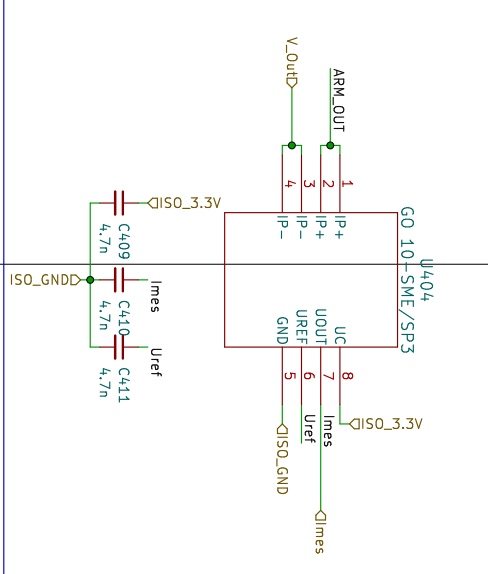 V_Out
ARM_OUT
4
3
2
1
IP-
IP-
IP+
IP+
GO 10-SME/SP3
U404
GND
UREF
UOUT
UC
5
6
7
8
ISO_3.3V
Uref
Imes
ISO_GND
Imes
ISO_3.3V
C409
4.7n
ISO_GND
Imes
C410
4.7n
Uref
C411
4.7n